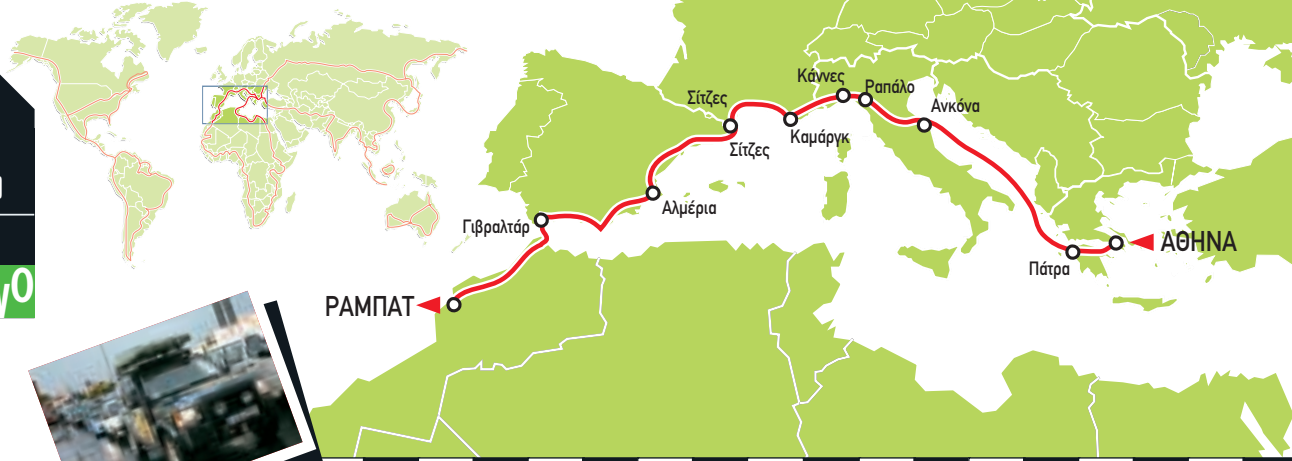 Κάννες
Ραπάλο
Σίτζες
Ανκόνα
Καμάργκ
Σίτζες
Αλμέρια
Γιβραλτάρ
ΑΘΗΝΑ
Πάτρα
ΡΑΜΠΑΤ